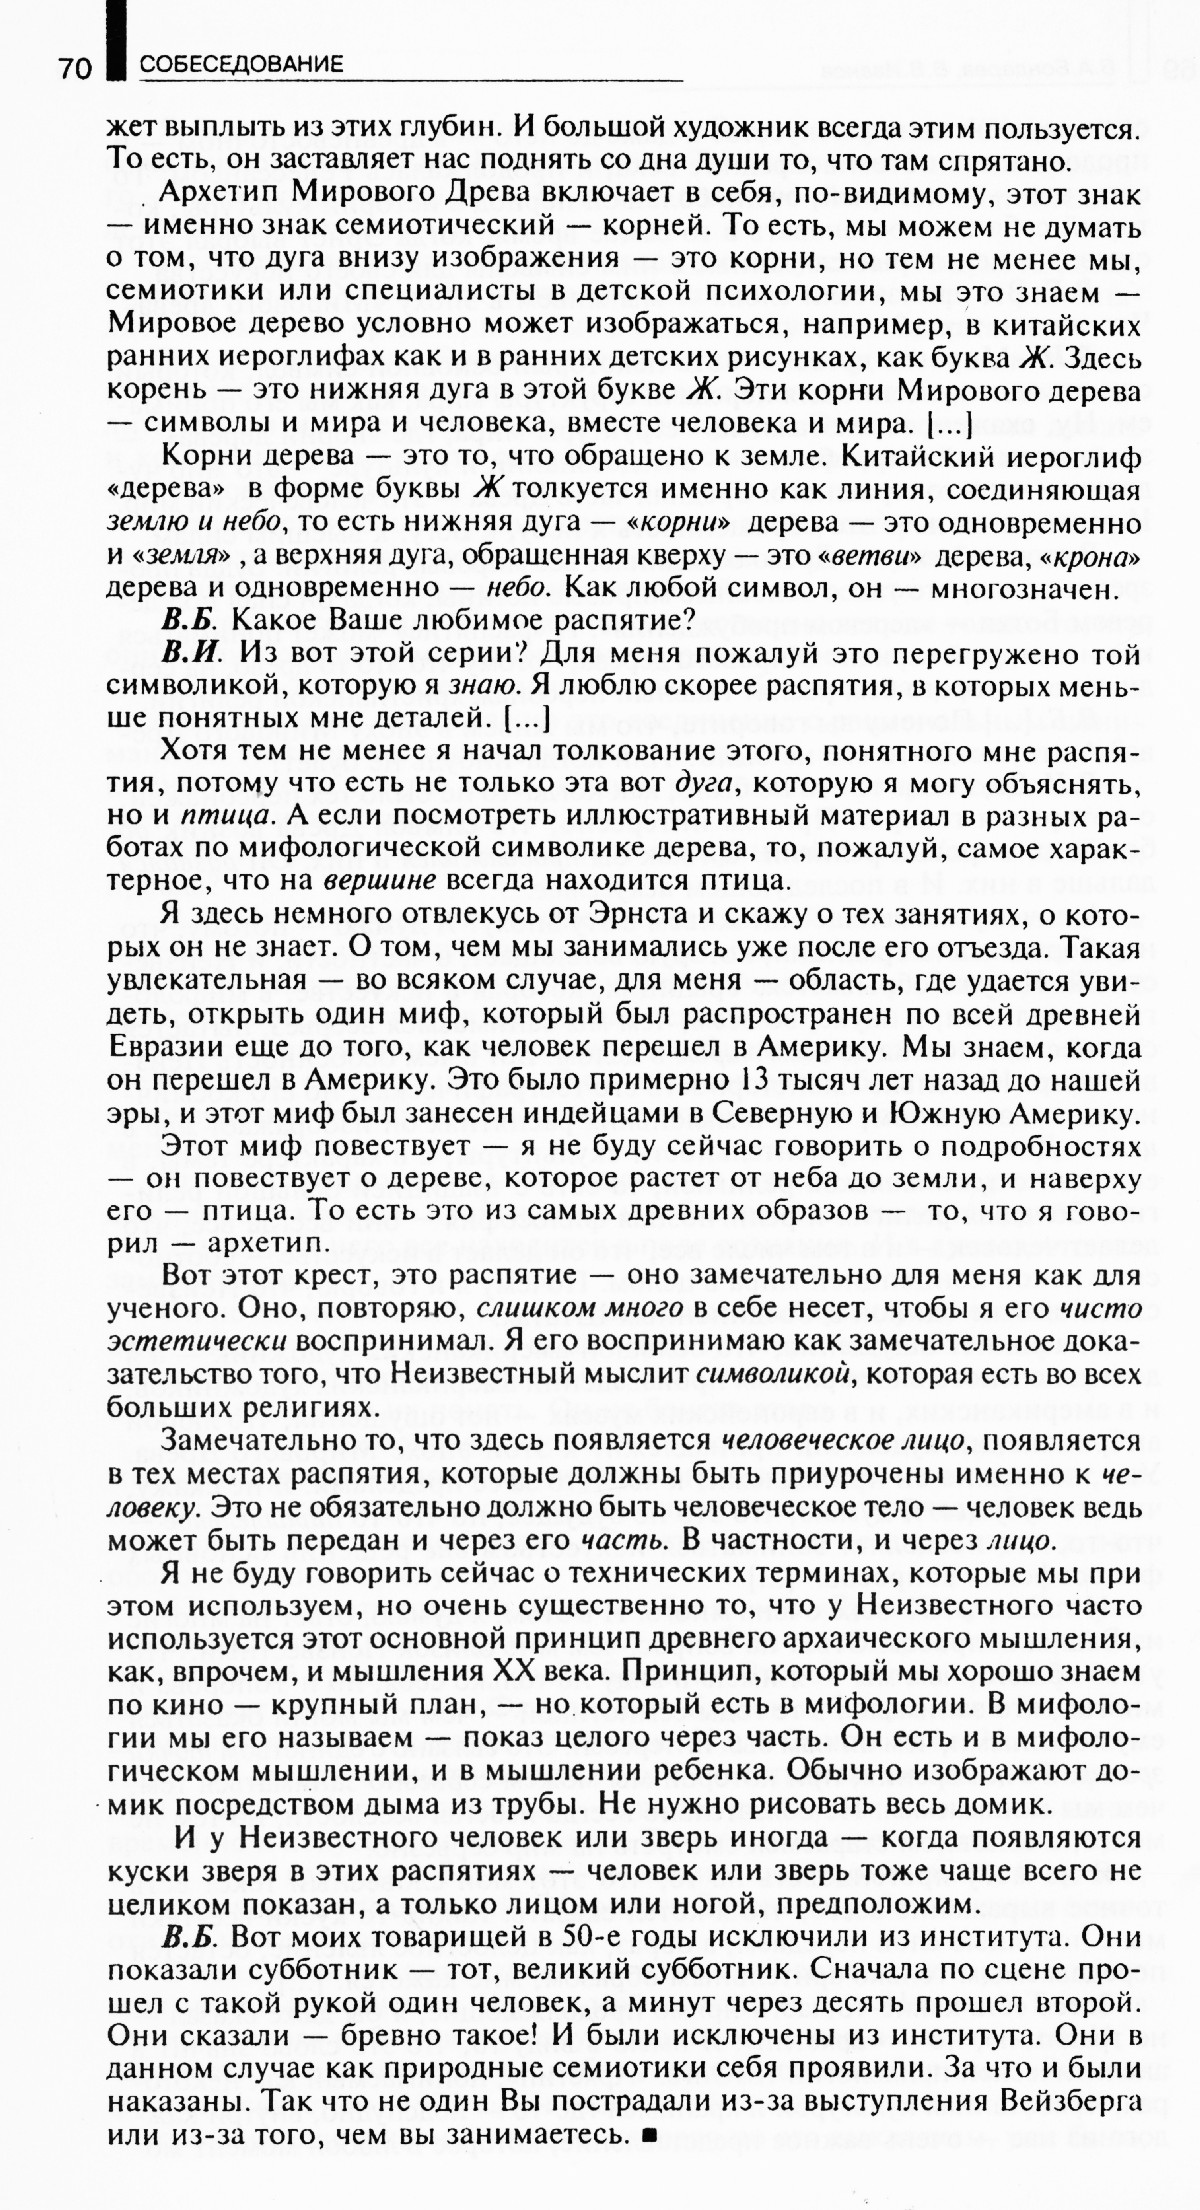 70 СОБЕСЕДОВАНИЕ
жет выплыть из этих глубин. И большой художник всегда этим пользуется.
То есть, он заставляет нас поднять со дна души то, что там спрятано.
Архетип Мирового Древа включает в себя, по-видимому, этот знак
— именно знак семиотический — корней. То есть, мы можем не думать
о том, что дуга внизу изображения — это корни, но тем не менее мы,
семиотики или специалисты в детской психологии, мы это знаем —
Мировое дерево условно может изображаться, например, в китайских
ранних иероглифах как и в ранних детских рисунках, как буква Ж. Здесь
корень — это нижняя дуга в этой букве Ж. Эти корни Мирового дерева
— символы и мира и человека, вместе человека и мира. [...]
Корни дерева — это то, что обращено к земле. Китайский иероглиф
«дерева» в форме буквы Ж толкуется именно как линия, соединяющая
землю и небо, то есть нижняя дуга — «корни» дерева — это одновременно
и «земля» , а верхняя дуга, обращенная кверху — это «ветви» дерева, «крона»
дерева и одновременно — небо. Как любой символ, он — многозначен.
В.Б. Какое Ваше любимое распятие?
В.И. Из вот этой серии? Для меня пожалуй это перегружено той
символикой, которую я знаю. Я люблю скорее распятия, в которых мень-
ше понятных мне деталей. [...]
Хотя тем не менее я начал толкование этого, понятного мне распя-
тия, потому что есть не только эта вот дуга, которую я могу объяснять,
но и птица. А если посмотреть иллюстративный материал в разных ра-
ботах по мифологической символике дерева, то, пожалуй, самое харак-
терное, что на вершине всегда находится птица.
Я здесь немного отвлекусь от Эрнста и скажу о тех занятиях, о кото-
рых он не знает. О том, чем мы занимались уже после его отъезда. Такая
увлекательная — во всяком случае, для меня — область, где удается уви-
деть, открыть один миф, который был распространен по всей древней
Евразии еще до того, как человек перешел в Америку. Мы знаем, когда
он перешел в Америку. Это было примерно 13 тысяч лет назад до нашей
эры, и этот миф был занесен индейцами в Северную и Южную Америку.
Этот миф повествует — я не буду сейчас говорить о подробностях
— он повествует о дереве, которое растет от неба до земли, и наверху
его — птица. То есть это из самых древних образов — то, что я гово-
рил — архетип.
Вот этот крест, это распятие — оно замечательно для меня как для
ученого. Оно, повторяю, слишком много в себе несет, чтобы я его чисто
эстетически воспринимал. Я его воспринимаю как замечательное дока-
зательство того, что Неизвестный мыслит символикой, которая есть во всех
больших религиях.
Замечательно то, что здесь появляется человеческое лицо, появляется
в тех местах распятия, которые должны быть приурочены именно к че-
ловеку. Это не обязательно должно быть человеческое тело — человек ведь
может быть передан и через его часть. В частности, и через лицо.
Я не буду говорить сейчас о технических терминах, которые мы при
этом используем, но очень существенно то, что у Неизвестного часто
используется этот основной принцип древнего архаического мышления,
как, впрочем, и мышления XX века. Принцип, который мы хорошо знаем
по кино — крупный план, — но который есть в мифологии. В мифоло-
гии мы его называем — показ целого через часть. Он есть и в мифоло-
гическом мышлении, и в мышлении ребенка. Обычно изображают до-
мик посредством дыма из трубы. Не нужно рисовать весь домик.
И у Неизвестного человек или зверь иногда — когда появляются
куски зверя в этих распятиях — человек или зверь тоже чаще всего не
целиком показан, а только лицом или ногой, предположим.
В.Б. Вот моих товарищей в 50-е годы исключили из института. Они
показали субботник — тот, великий субботник. Сначала по сцене про-
шел с такой рукой один человек, а минут через десять прошел второй.
Они сказали — бревно такое! И были исключены из института. Они в
данном случае как природные семиотики себя проявили. За что и были
наказаны. Так что не один Вы пострадали из-за выступления Вейзберга
или из-за того, чем вы занимаетесь. ■